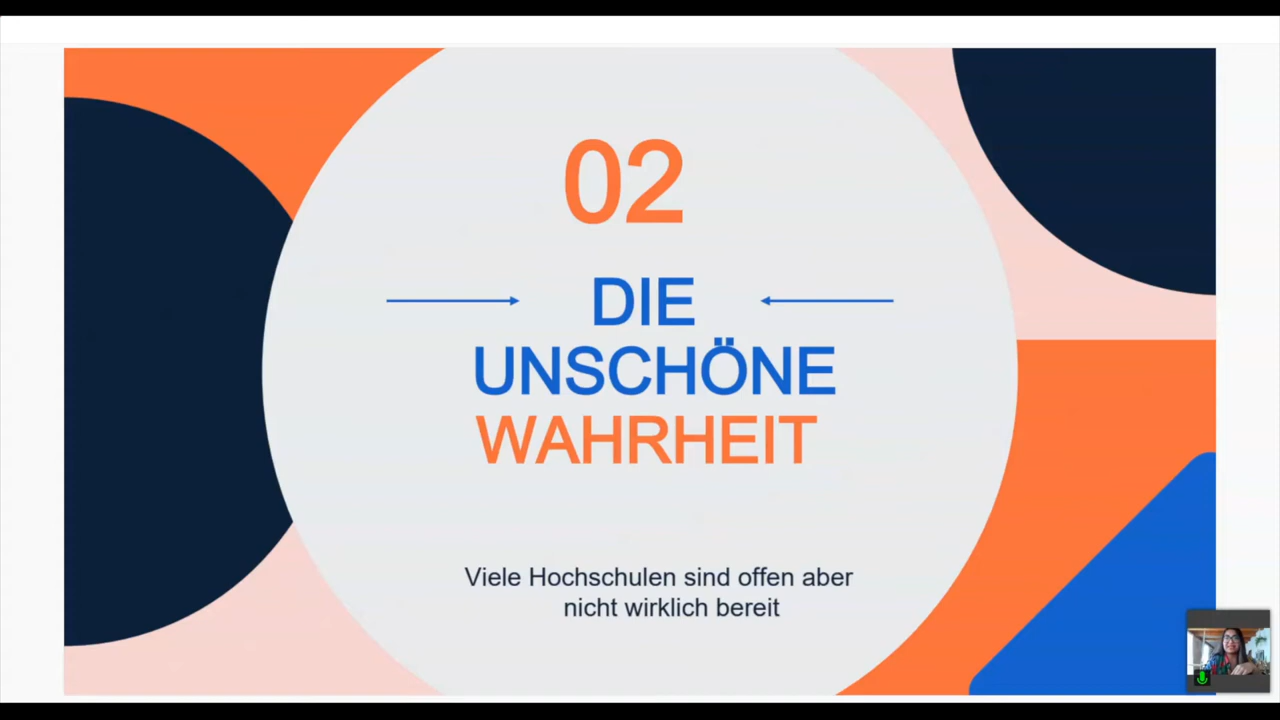 02
DIE
UNSCHÖNE
WAHRHEIT
Viele Hochschulen sind offen aber
nicht wirklich bereit